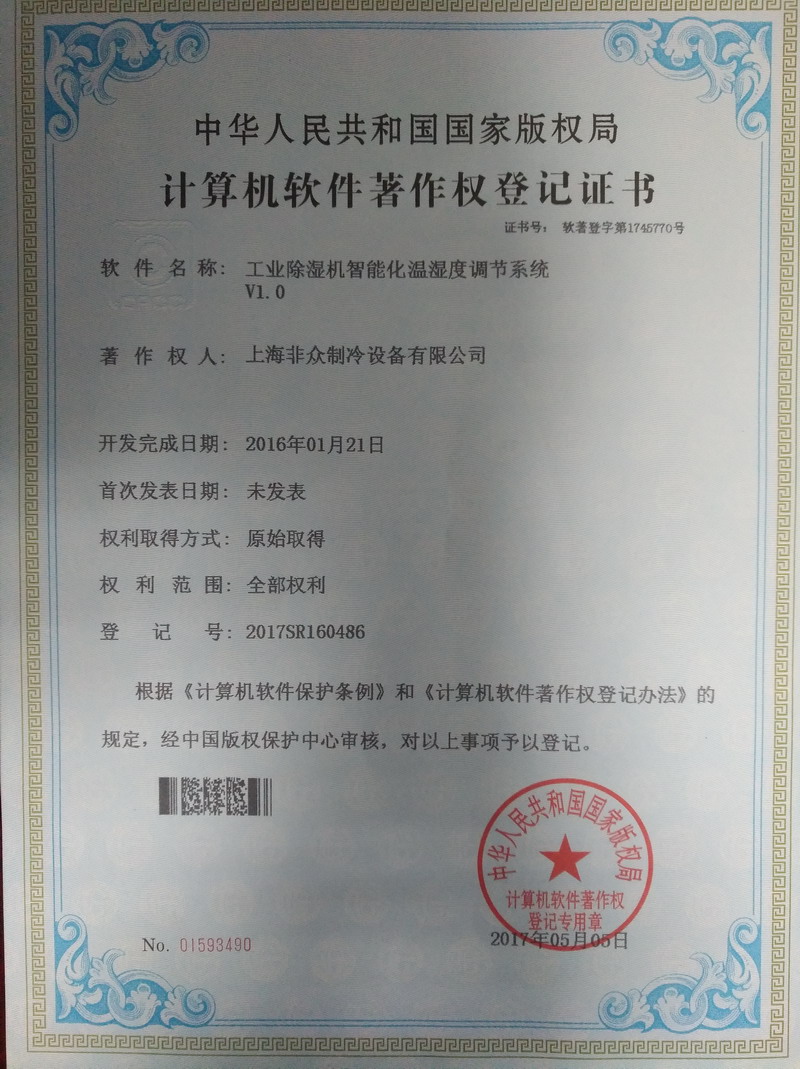 中华人民共和国国家版权局
计算机软件著作权登记证书
证书号： 软著登字第1745770号
软件名称： 工业除湿机智能化温湿度调节系统
V1.0
著作权人： 上海非众制冷设备有限公司
开发完成日期： 2016年01月21日
首次发表日期： 未发表
权利取得方式： 原始取得
权利范围： 全部权利
登记号： 2017SR160486
根据《计算机软件保护条例》和《计算机软件著作权登记办法》的
规定，经中国版权保护中心审核，对以上事项予以登记。
中华人民共和国国家版权局
计算机软件著作权
登记专用章
2017年05月05日
No. 01593490